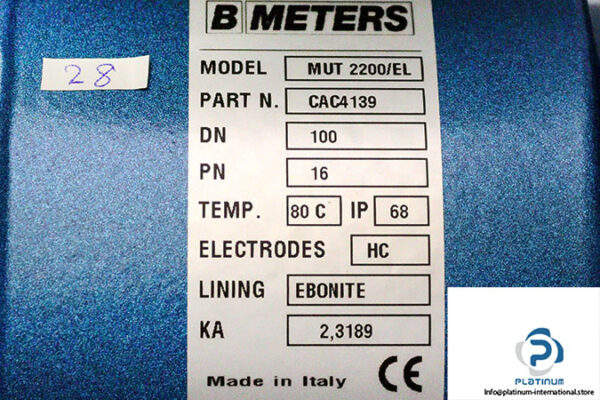 B METERS
28
MODEL MUT 2200/EL
PART N. CAC4139
DN 100
PN 16
TEMP. 80 C IP 68
ELECTRODES HC
LINING EBONITE
KA 2,3189
Made in Italy CE
P
PLATINUM
Info@platinum-international.store